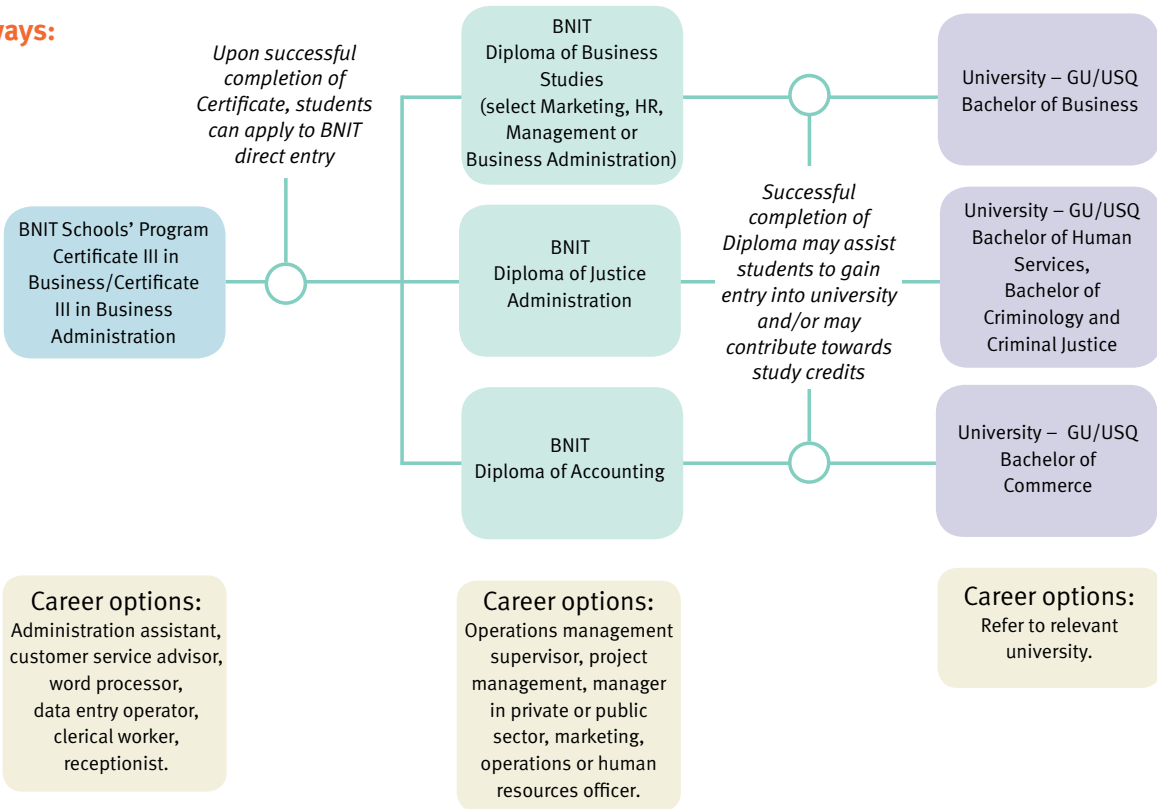 ways:
Upon successful
completion of
Certificate, students
can apply to BNIT
direct entry
BNIT Schools’ Program
Certificate III in
Business/Certificate
III in Business
Administration
BNIT
Diploma of Business
Studies
(select Marketing, HR,
Management or
Business Administration)
BNIT
Diploma of Justice
Administration
BNIT
Diploma of Accounting
Successful
completion of
Diploma may assist
students to gain
entry into university
and/or may
contribute towards
study credits
University – GU/USQ
Bachelor of Business
University – GU/USQ
Bachelor of Human
Services,
Bachelor of
Criminology and
Criminal Justice
University – GU/USQ
Bachelor of
Commerce
Career options:
Administration assistant,
customer service advisor,
word processor,
data entry operator,
clerical worker,
receptionist.
Career options:
Operations management
supervisor, project
management, manager
in private or public
sector, marketing,
operations or human
resources officer.
Career options:
Refer to relevant
university.